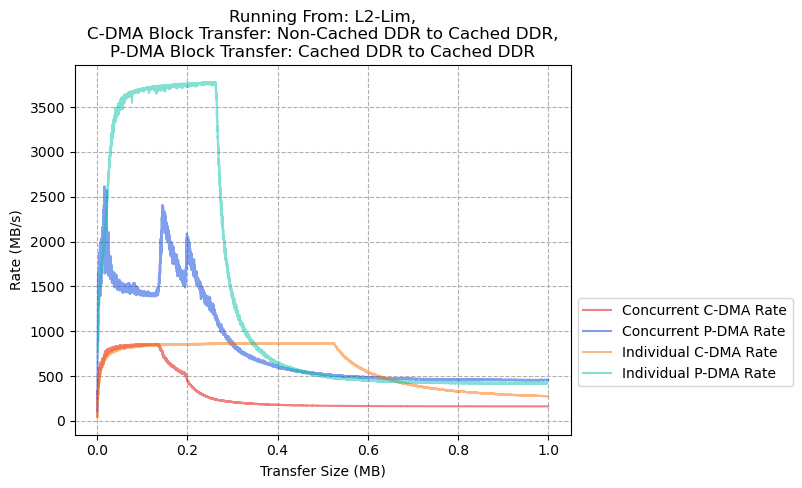 Running From: L2-Lim,
C-DMA Block Transfer: Non-Cached DDR to Cached DDR,
P-DMA Block Transfer: Cached DDR to Cached DDR
Rate (MB/s)
3500
3000
2500
2000
1500
1000
500
0
0.0
0.2
0.4
0.6
0.8
1.0
Transfer Size (MB)
Concurrent C-DMA Rate
Concurrent P-DMA Rate
Individual C-DMA Rate
Individual P-DMA Rate